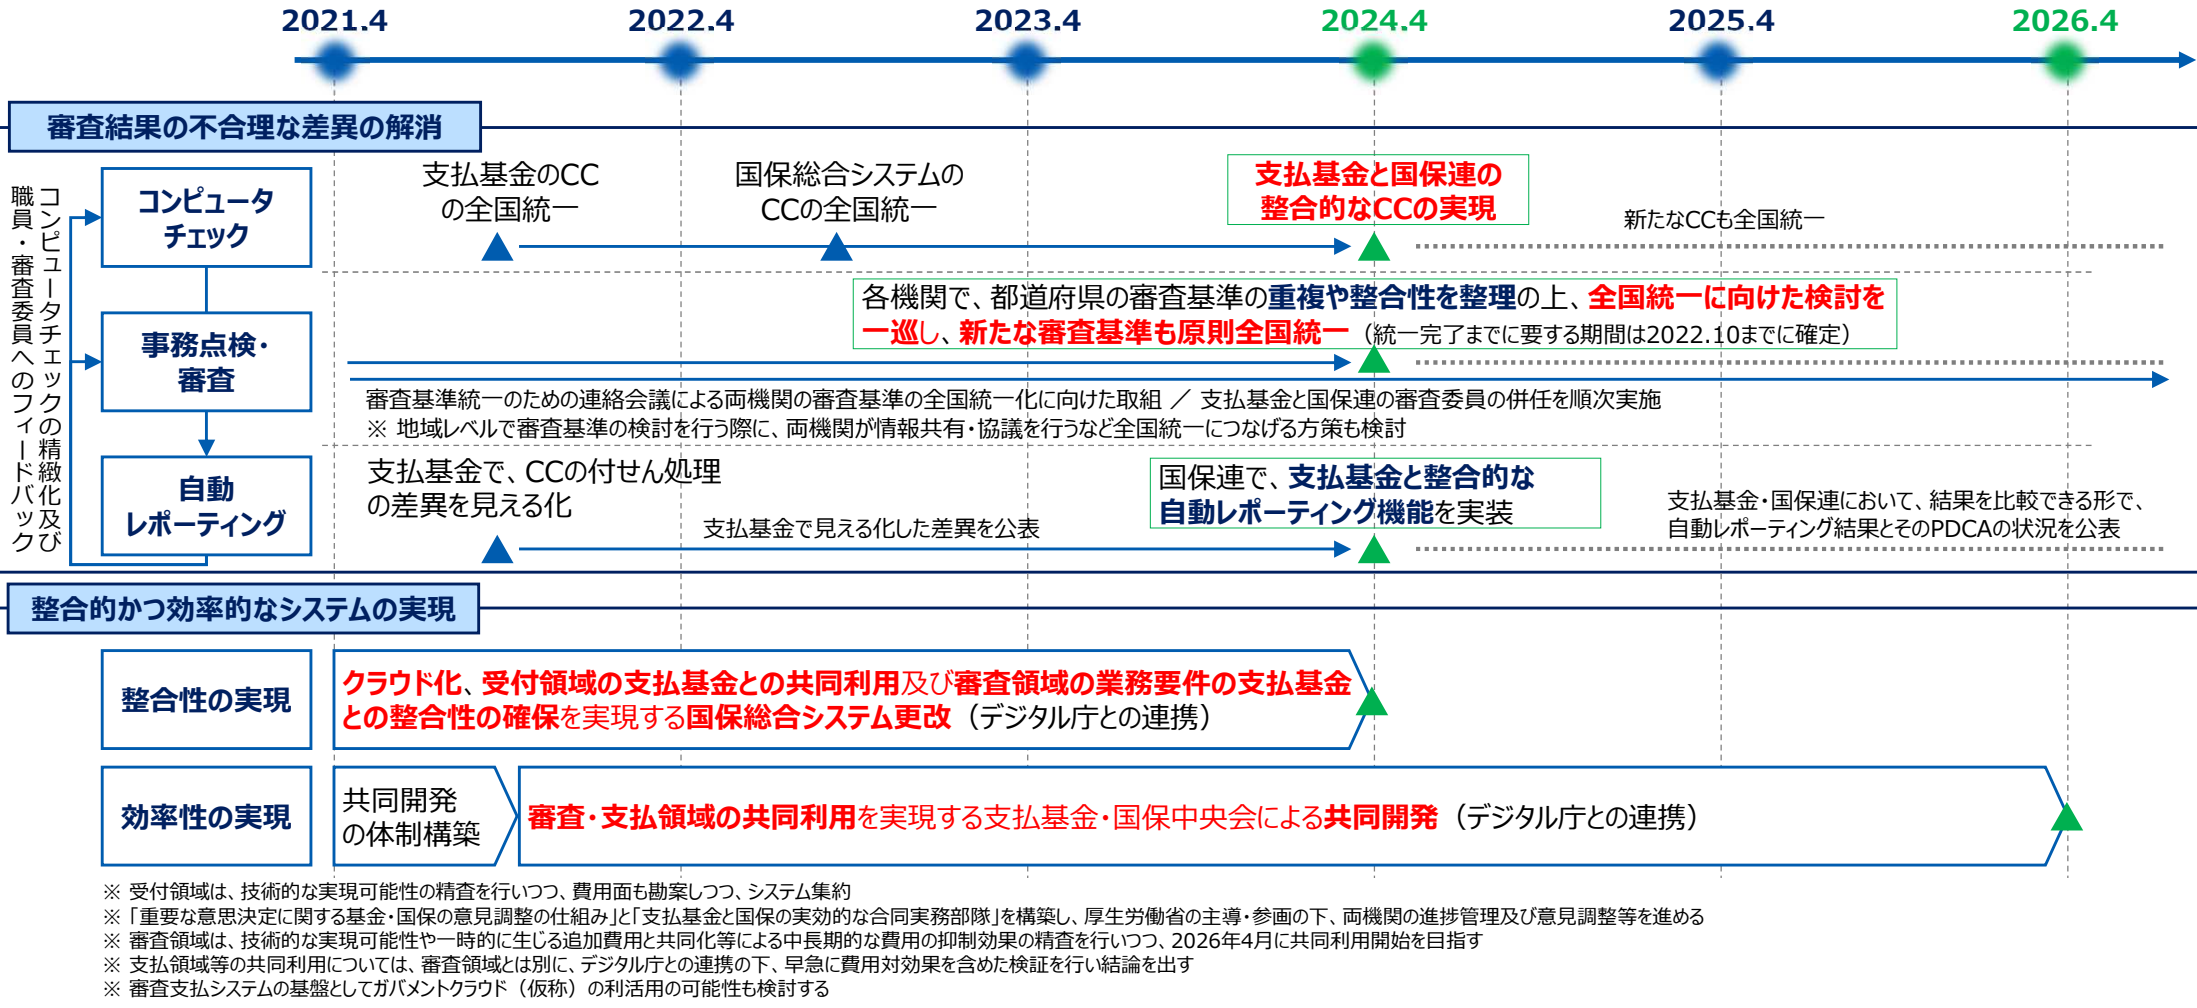 2021.4
2022.4
2023.4
2024.4
2025.4
2026.4
審査結果の不合理な差異の解消
コンピュータチェックの精緻化及び
職員・審査委員へのフィードバック
コンピュータ
チェック
支払基金のCC
の全国統一
国保総合システムの
CCの全国統一
支払基金と国保連の
整合的なCCの実現
新たなCCも全国統一
事務点検・
審査
各機関で、都道府県の審査基準の重複や整合性を整理の上、全国統一に向けた検討を
一巡し、新たな審査基準も原則全国統一（統一完了までに要する期間は2022.10までに確定）
審査基準統一のための連絡会議による両機関の審査基準の全国統一化に向けた取組 ／ 支払基金と国保連の審査委員の併任を順次実施
※ 地域レベルで審査基準の検討を行う際に、両機関が情報共有・協議を行うなど全国統一につなげる方策も検討
自動
レポーティング
支払基金で、CCの付せん処理
の差異を見える化
支払基金で見える化した差異を公表
国保連で、支払基金と整合的な
自動レポーティング機能を実装
支払基金・国保連において、結果を比較できる形で、
自動レポーティング結果とそのPDCAの状況を公表
整合的かつ効率的なシステムの実現
整合性の実現
クラウド化、受付領域の支払基金との共同利用及び審査領域の業務要件の支払基金
との整合性の確保を実現する国保総合システム更改（デジタル庁との連携）
効率性の実現
共同開発
の体制構築
審査・支払領域の共同利用を実現する支払基金・国保中央会による共同開発（デジタル庁との連携）
※ 受付領域は、技術的な実現可能性の精査を行いつつ、費用面も勘案しつつ、システム集約
※ 「重要な意思決定に関する基金・国保の意見調整の仕組み」と「支払基金と国保の実効的な合同実務部隊」を構築し、厚生労働省の主導・参画の下、両機関の進捗管理及び意見調整等を進める
※ 審査領域は、技術的な実現可能性や一時的に生じる追加費用と共同化等による中長期的な費用の抑制効果の精査を行いつつ、2026年4月に共同利用開始を目指す
※ 支払領域等の共同利用については、審査領域とは別に、デジタル庁との連携の下、早急に費用対効果を含めた検証を行い結論を出す
※ 審査支払システムの基盤としてガバメントクラウド（仮称）の利活用の可能性も検討する